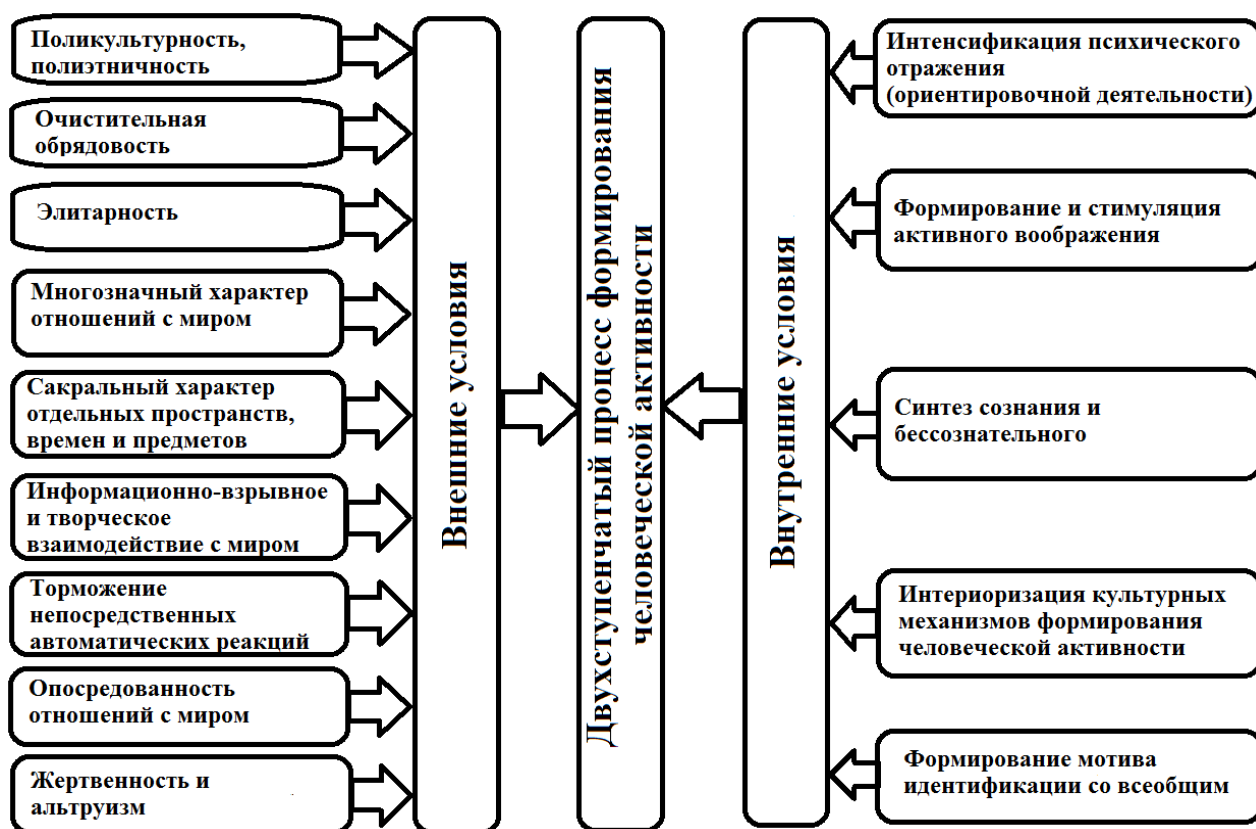 Поликультурность,
полиэтничность
Очистительная
обрядовость
Элитарность
Многозначный характер
отношений с миром
Сакральный характер
отдельных пространств,
времен и предметов
Информационно-взрывное
и творческое
взаимодействие с миром
Торможение
непосредственных
автоматических реакций
Опосредованность
отношений с миром
Жертвенность и
альтруизм
Внешние условия
Двухступенчатый процесс формирования
человеческой активности
Внутренние условия
Интенсификация психического
отражения
(ориентировочной деятельности)
Формирование и стимуляция
активного воображения
Синтез сознания и
бессознательного
Интериоризация культурных
механизмов формирования
человеческой активности
Формирование мотива
идентификации со всеобщим